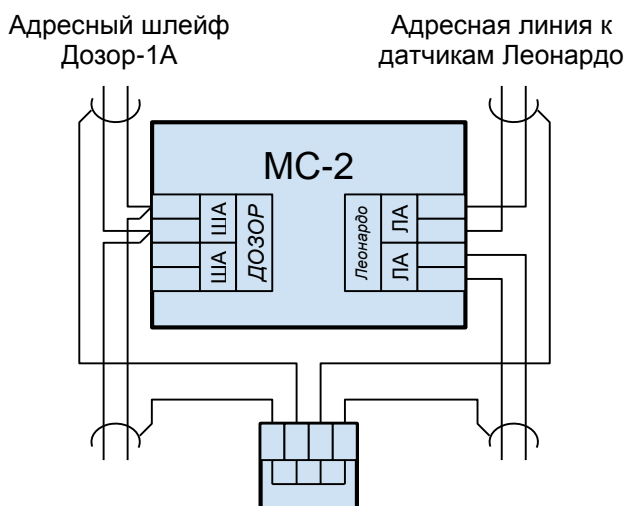 Адресный шлейф
Дозор-1А
Адресная линия к
датчикам Леонардо
МС-2
ША
ША
ДОЗОР
Леонардо
ЛА
ЛА